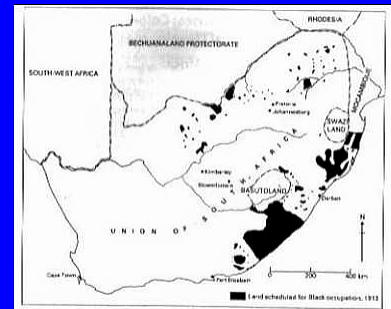 RHODESIA
BECHUANALAND PROTECTORATE
SOUTH-WEST AFRICA
MOCAMBIQUE
Pretoria
Johannesburg
SWAZI
LAND
Kimberley
Bloemfontein
BASUTOLAND
Durban
UNION OF SOUTH AFRICA
N
Cape Town
Port Elizabeth
0 200 400 km
Land scheduled for Black occupation, 1913